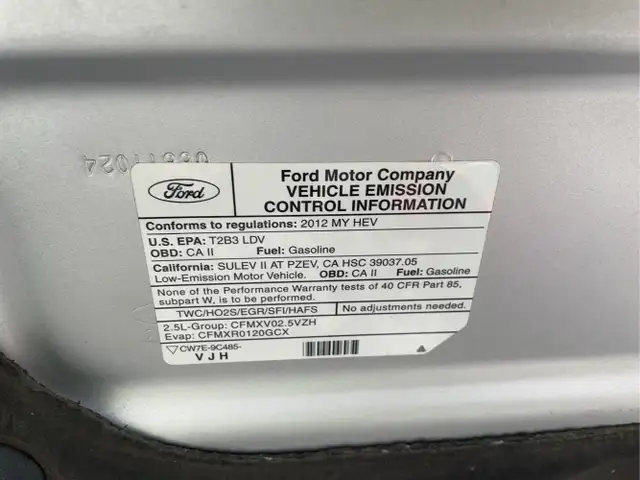 Ford
Ford Motor Company
VEHICLE EMISSION
CONTROL INFORMATION
Conforms to regulations: 2012 MY HEV
U.S. EPA: T2B3 LDV
OBD: CA II Fuel: Gasoline
California: SULEV II AT PZEV, CA HSC 39037.05
Low-Emission Motor Vehicle. OBD: CA II Fuel: Gasoline
None of the Performance Warranty tests of 40 CFR Part 85,
subpart W, is to be performed.
TWC/HO2S/EGR/SFI/HAFS No adjustments needed.
2.5L-Group: CFMXV02.5VZH
Evap: CFMXR0120GCX
CW7E-9C485-
VJH